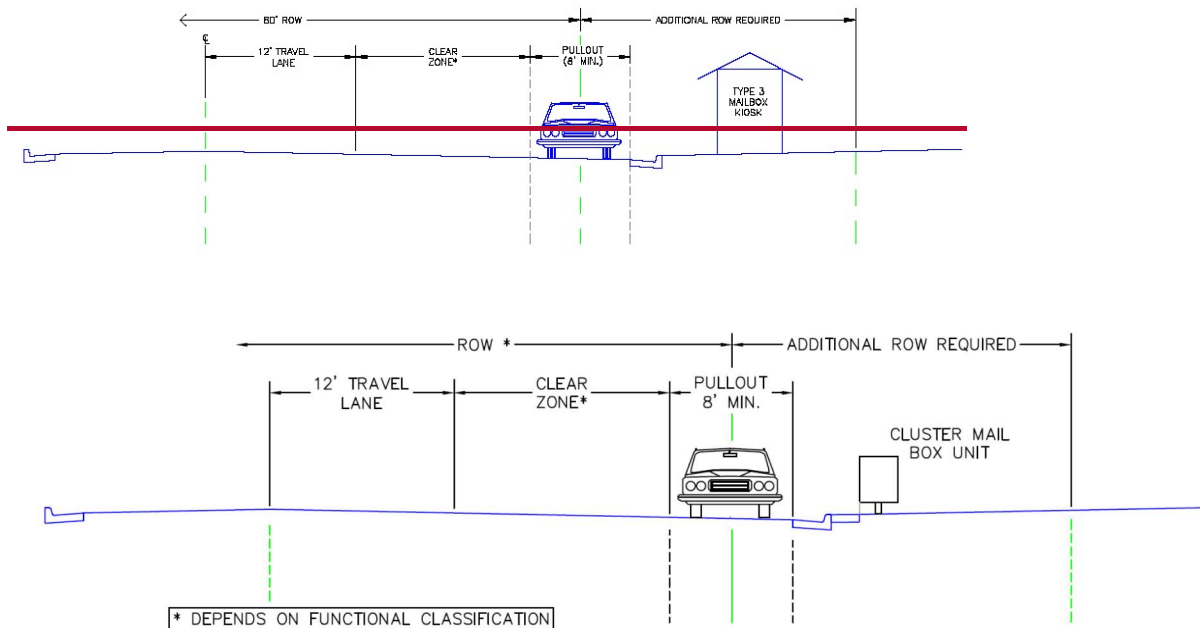 60' ROW
ADDITIONAL ROW REQUIRED
℄
12' TRAVEL
LANE
CLEAR
ZONE*
PULLOUT
(8' MIN.)
TYPE 3
MAILBOX
KIOSK
ROW *
ADDITIONAL ROW REQUIRED
12' TRAVEL
LANE
CLEAR
ZONE*
PULLOUT
8' MIN.
CLUSTER MAIL
BOX UNIT
* DEPENDS ON FUNCTIONAL CLASSIFICATION